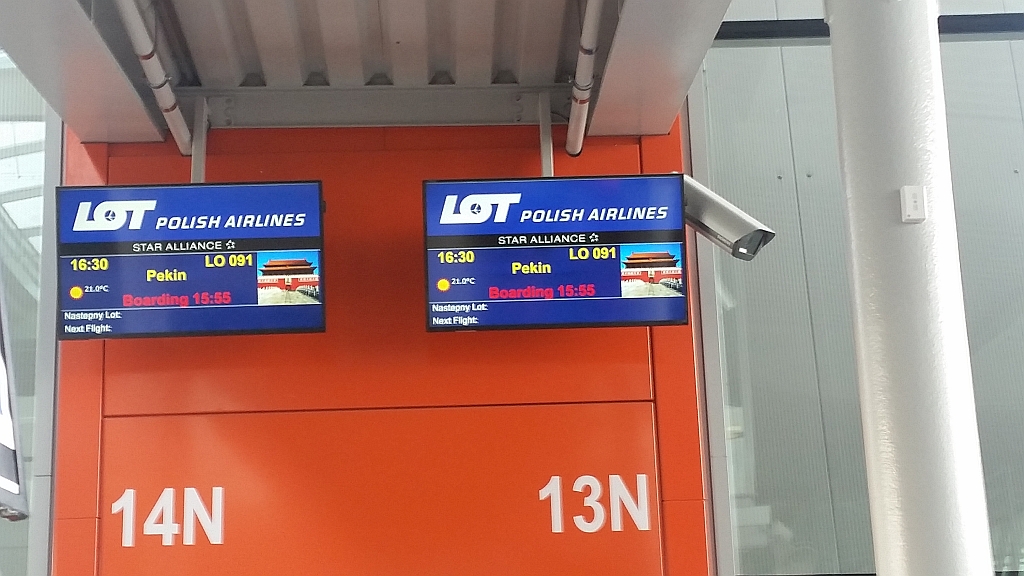 LOT POLISH AIRLINES
STAR ALLIANCE
16:30 LO 091
Pekin
21.0°C
Boarding 15:55
Następny Lot:
Next Flight:
LOT POLISH AIRLINES
STAR ALLIANCE
16:30 LO 091
Pekin
21.0°C
Boarding 15:55
Następny Lot:
Next Flight:
14N 13N